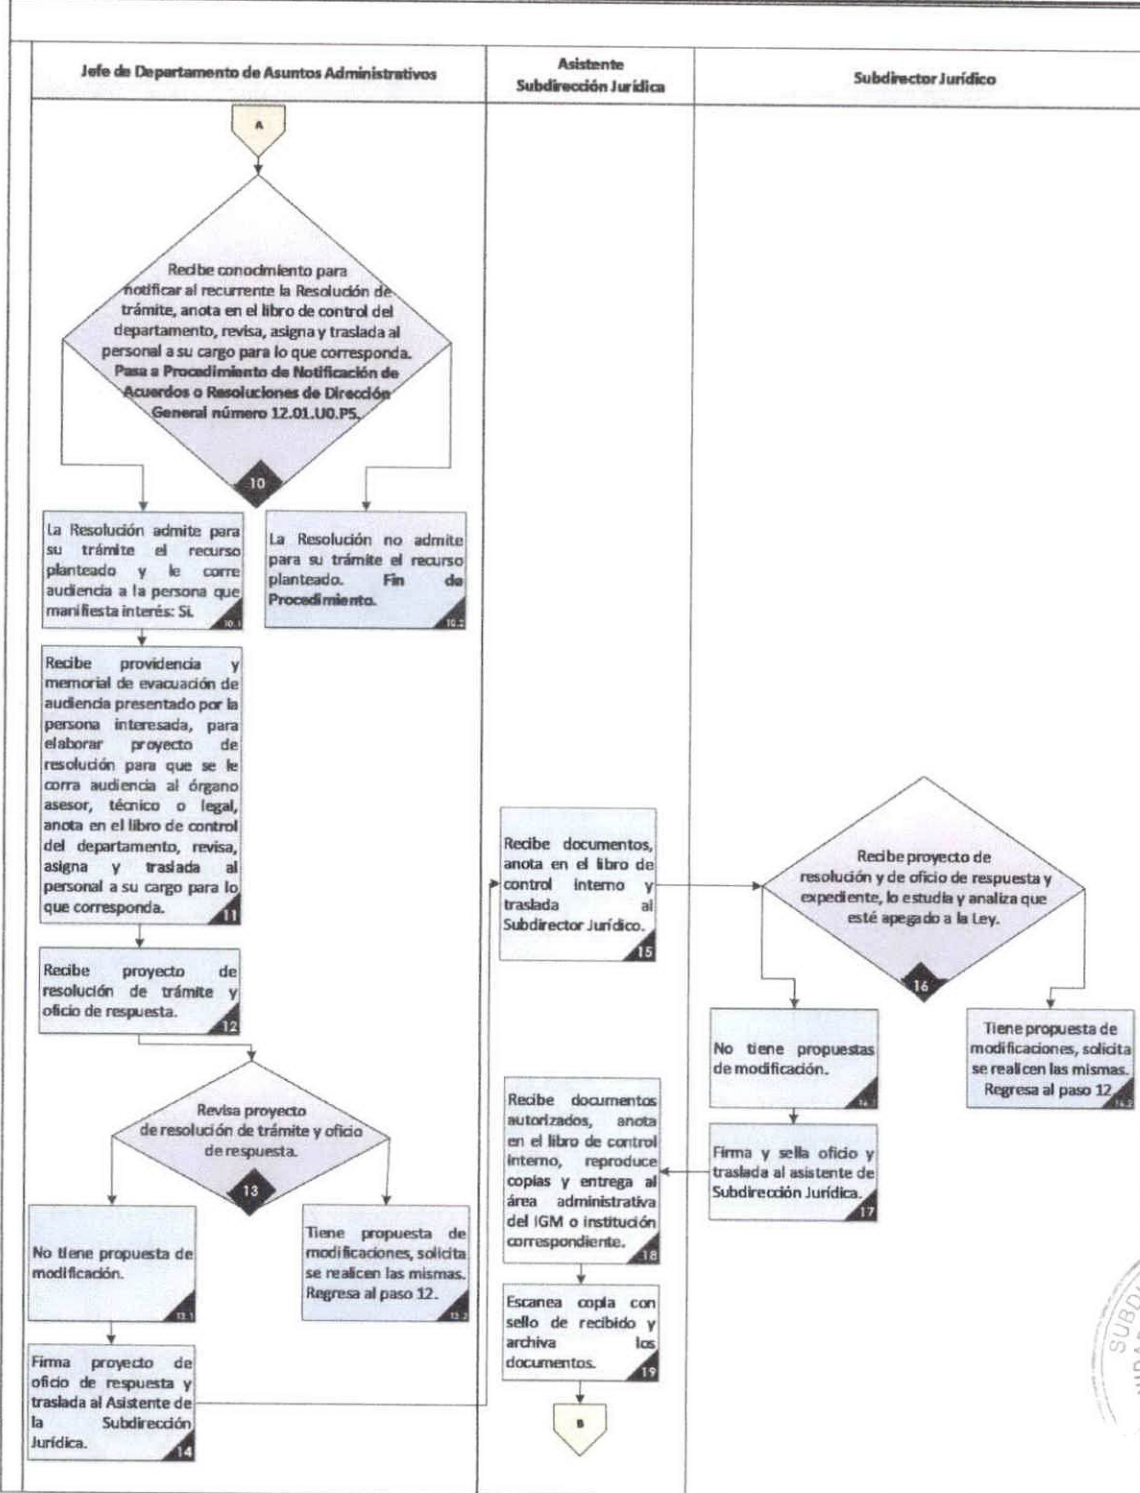 Jefe de Departamento de Asuntos Administrativos
Asistente
Subdirección Jurídica
Subdirector Jurídico
A
Recibe conocimiento para
notificar al recurrente la Resolución de
trámite, anota en el libro de control del
departamento, revisa, asigna y traslada al
personal a su cargo para lo que corresponda.
Pasa a Procedimiento de Notificación de
Acuerdos o Resoluciones de Dirección
General número 12.01.U0.P5.
10
La Resolución admite para
su trámite el recurso
planteado y le corre
audiencia a la persona que
manifiesta interés: Si.
10.1
La Resolución no admite
para su trámite el recurso
planteado. Fin de
Procedimiento.
10.2
Recibe providencia y
memorial de evacuación de
audiencia presentado por la
persona interesada, para
elaborar proyecto de
resolución para que se le
corra audiencia al órgano
asesor, técnico o legal,
anota en el libro de control
del departamento, revisa,
asigna y traslada al
personal a su cargo para lo
que corresponda.
11
Recibe proyecto de
resolución de trámite y
oficio de respuesta.
12
Revisa proyecto
de resolución de trámite y oficio
de respuesta.
13
No tiene propuesta de
modificación.
13.1
Tiene propuesta de
modificaciones, solicita
se realicen las mismas.
Regresa al paso 12.
13.2
Firma proyecto de
oficio de respuesta y
traslada al Asistente de
la Subdirección
Jurídica.
14
Recibe documentos,
anota en el libro de
control interno y
traslada al
Subdirector Jurídico.
15
Recibe proyecto de
resolución y de oficio de respuesta y
expediente, lo estudia y analiza que
esté apegado a la Ley.
16
No tiene propuestas
de modificación.
16.1
Tiene propuesta de
modificaciones, solicita
se realicen las mismas.
Regresa al paso 12
16.2
Firma y sella oficio y
traslada al asistente de
Subdirección Jurídica.
17
Recibe documentos
autorizados, anota
en el libro de control
interno, reproduce
copias y entrega al
área administrativa
del IGM o institución
correspondiente.
18
Escanea copia con
sello de recibido y
archiva los
documentos.
19
B